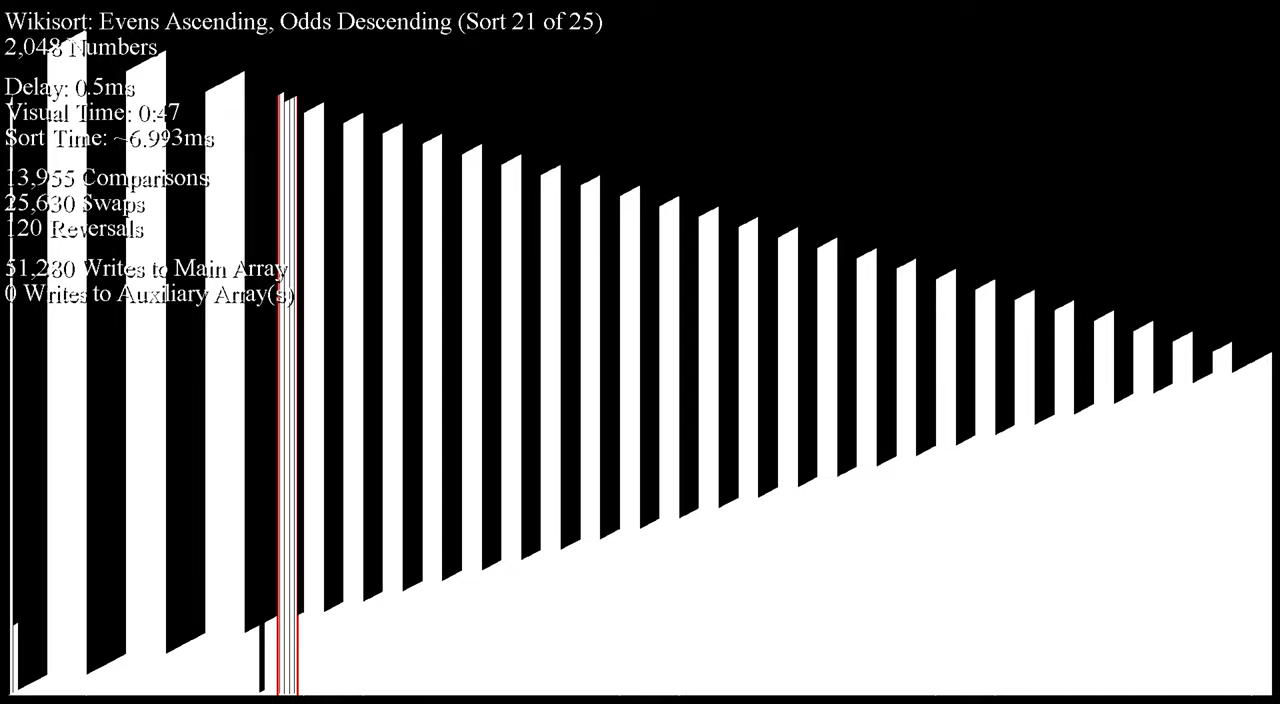 Wikisort: Evens Ascending, Odds Descending (Sort 21 of 25)
2,048 Numbers
Delay: 0.5ms
Visual Time: 0:47
Sort Time: ~6.993ms
13,955 Comparisons
25,630 Swaps
120 Reversals
51,280 Writes to Main Array
0 Writes to Auxiliary Array(s)